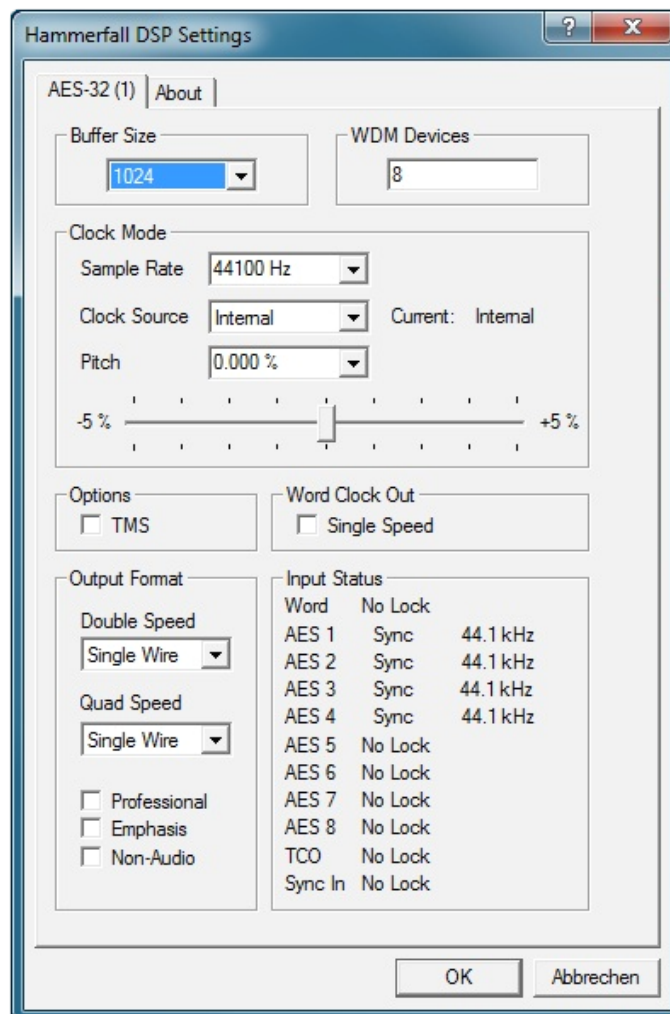 Hammerfall DSP Settings
?
X
AES-32 (1)
About
Buffer Size
1024
WDM Devices
8
Clock Mode
Sample Rate 44100 Hz
Clock Source Internal Current: Internal
Pitch 0.000 %
-5 % +5 %
Options
TMS
Word Clock Out
Single Speed
Output Format
Double Speed
Single Wire
Quad Speed
Single Wire
Professional
Emphasis
Non-Audio
Input Status
Word No Lock
AES 1 Sync 44.1 kHz
AES 2 Sync 44.1 kHz
AES 3 Sync 44.1 kHz
AES 4 Sync 44.1 kHz
AES 5 No Lock
AES 6 No Lock
AES 7 No Lock
AES 8 No Lock
TCO No Lock
Sync In No Lock
OK
Abbrechen